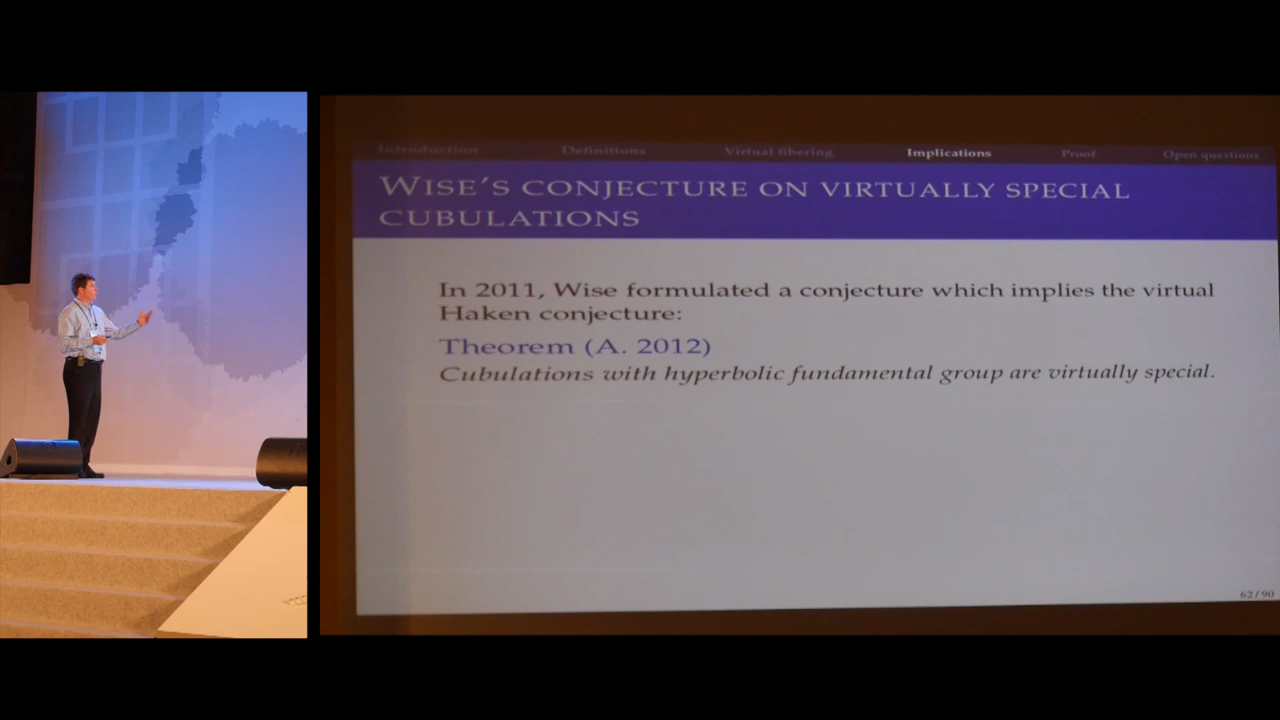 Introduction Definitions Virtual fibering Implications Proof Open questions
WISE'S CONJECTURE ON VIRTUALLY SPECIAL
CUBULATIONS
In 2011, Wise formulated a conjecture which implies the virtual
Haken conjecture:
Theorem (A. 2012)
Cubulations with hyperbolic fundamental group are virtually special.
62 / 90